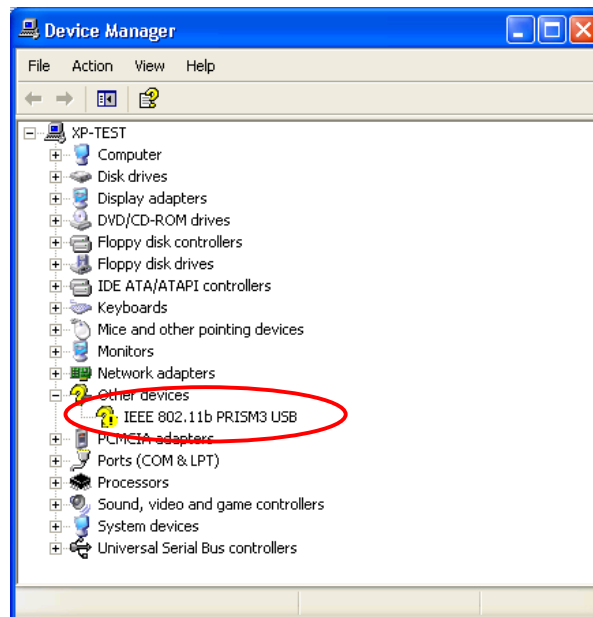 Device Manager
File Action View Help
XP-TEST
Computer
Disk drives
Display adapters
DVD/CD-ROM drives
Floppy disk controllers
Floppy disk drives
IDE ATA/ATAPI controllers
Keyboards
Mice and other pointing devices
Monitors
Network adapters
Other devices
IEEE 802.11b PRISM3 USB
PCMCIA adapters
Ports (COM & LPT)
Processors
Sound, video and game controllers
System devices
Universal Serial Bus controllers